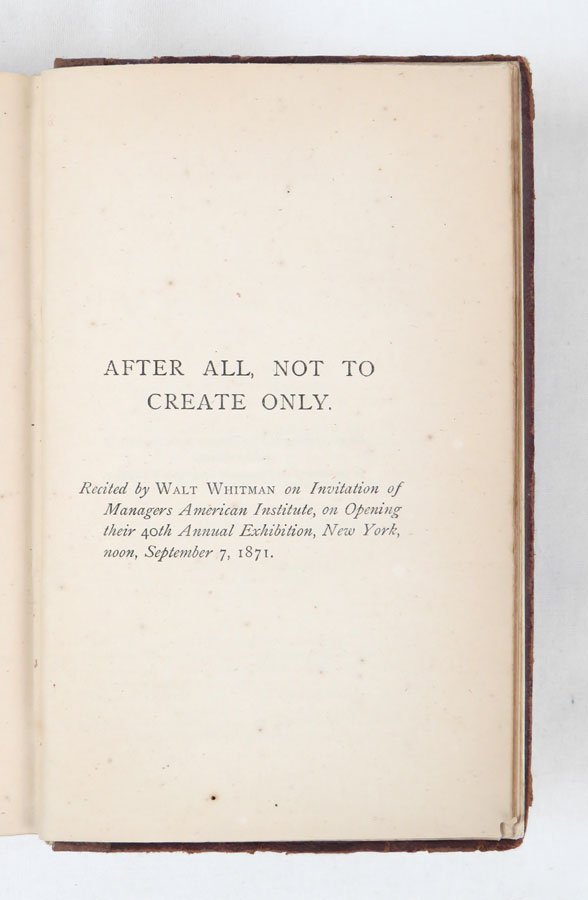 AFTER ALL, NOT TO
CREATE ONLY.
Recited by WALT WHITMAN on Invitation of
Managers American Institute, on Opening
their 40th Annual Exhibition, New York,
noon, September 7, 1871.